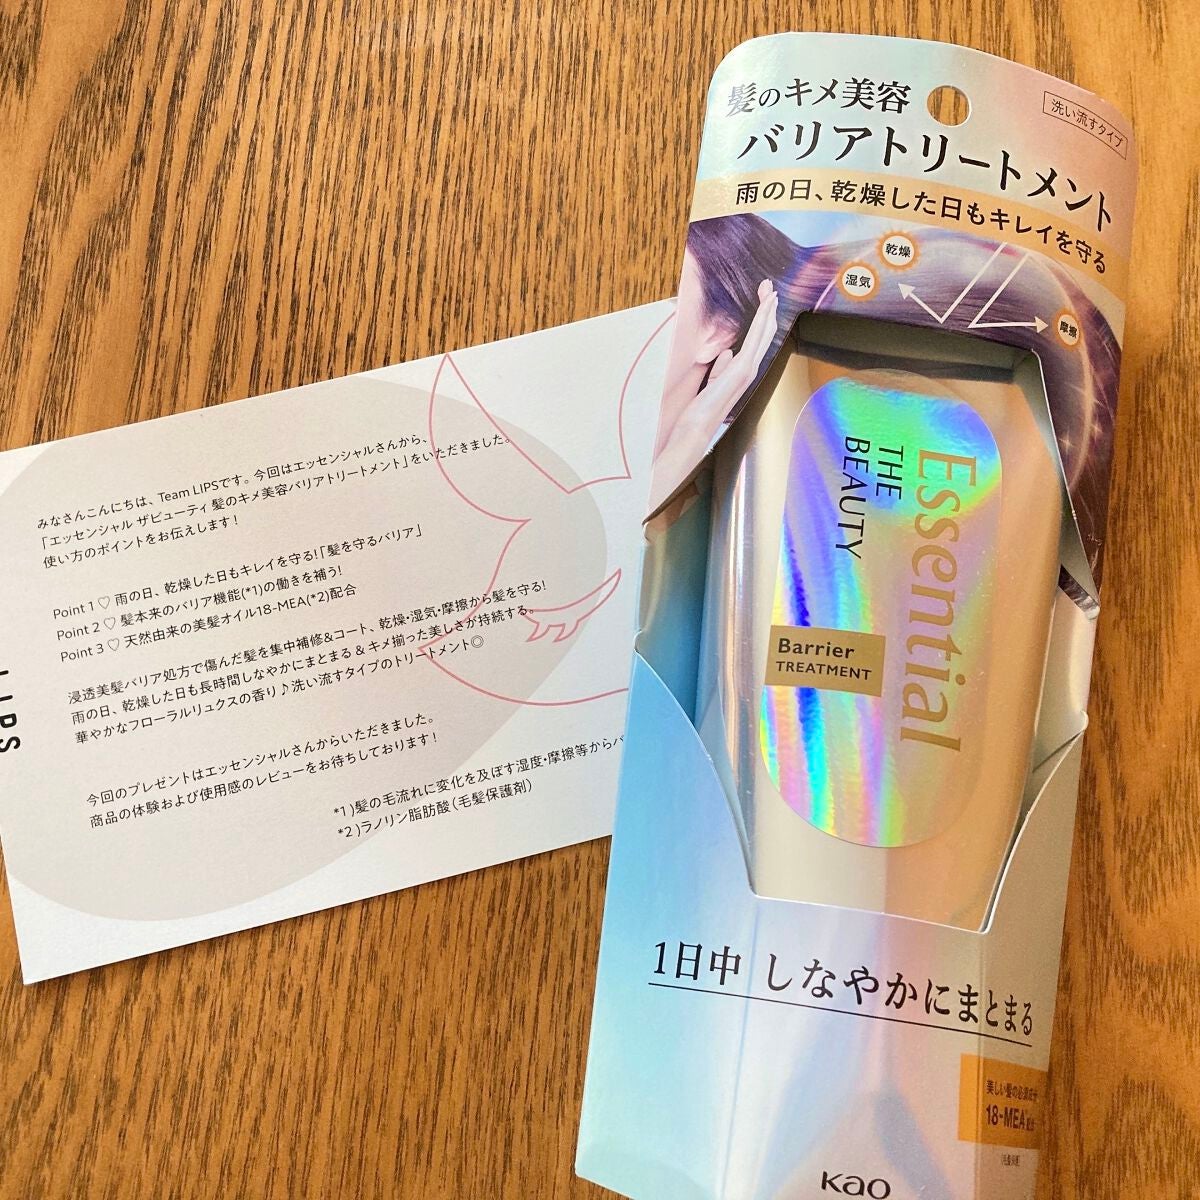 みなさんこんにちは、Team LIPSです。今回はエッセンシャルさんから、
「エッセンシャル ザビューティ 髪のキメ美容バリアトリートメント」をいただきました。
使い方のポイントをお伝えします！
Point 1 ♡ 雨の日、乾燥した日もキレイを守る!「髪を守るバリア」
Point 2 ♡ 髪本来のバリア機能(*1)の働きを補う!
Point 3 ♡ 天然由来の美髪オイル18-MEA(*2)配合
浸透美髪バリア処方で傷んだ髪を集中補修&コート、乾燥・湿気・摩擦から髪を守る!
雨の日、乾燥した日も長時間しなやかにまとまる & キメ揃った美しさが持続する。
華やかなフローラルリュクスの香り♪洗い流すタイプのトリートメント◎
今回のプレゼントはエッセンシャルさんからいただきました。
商品の体験および使用感のレビューをお待ちしております！
*1)髪の毛流れに変化を及ぼす湿度・摩擦等からバ
*2)ラノリン脂肪酸（毛髪保護剤）
LIPS
髪のキメ美容
洗い流すタイプ
バリアトリートメント
雨の日、乾燥した日もキレイを守る
乾燥
湿気
摩擦
Essential
THE
BEAUTY
Barrier
TREATMENT
1日中 しなやかにまとまる
美しい髪の必須成分
18-MEA配合
Kao